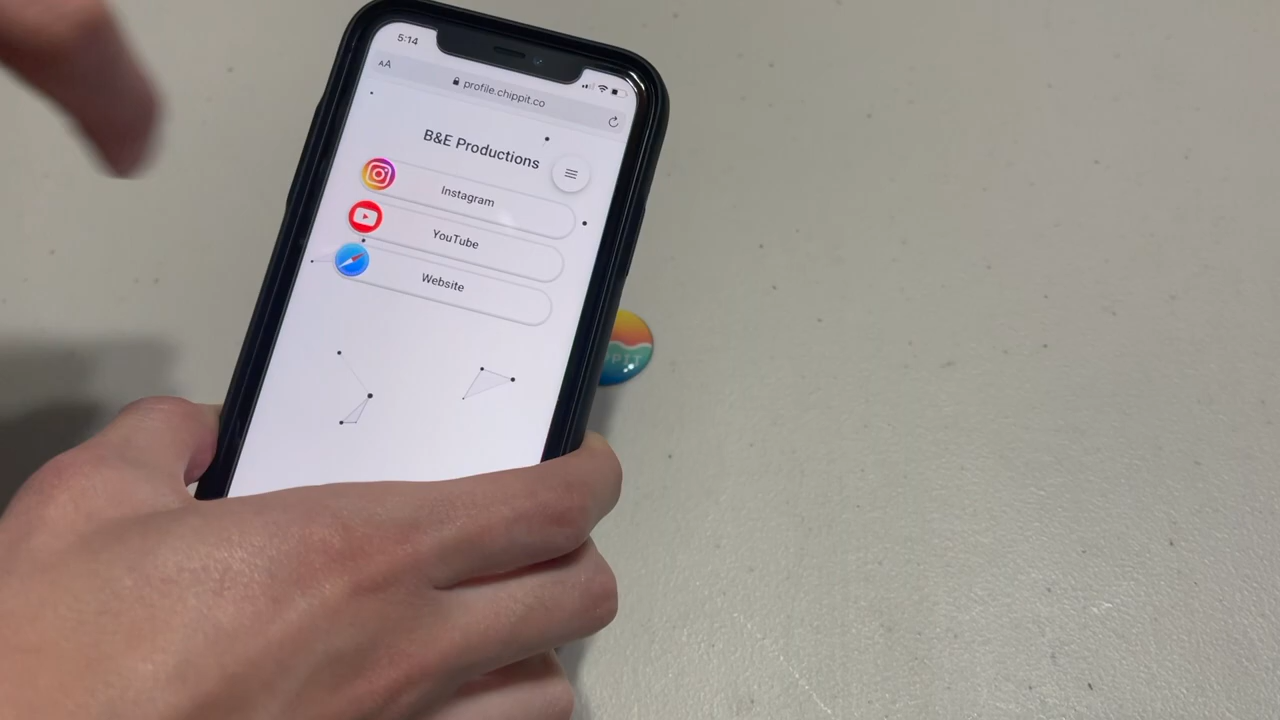 5:14
AA
profile.chippit.co
B&E Productions
Instagram
YouTube
Website